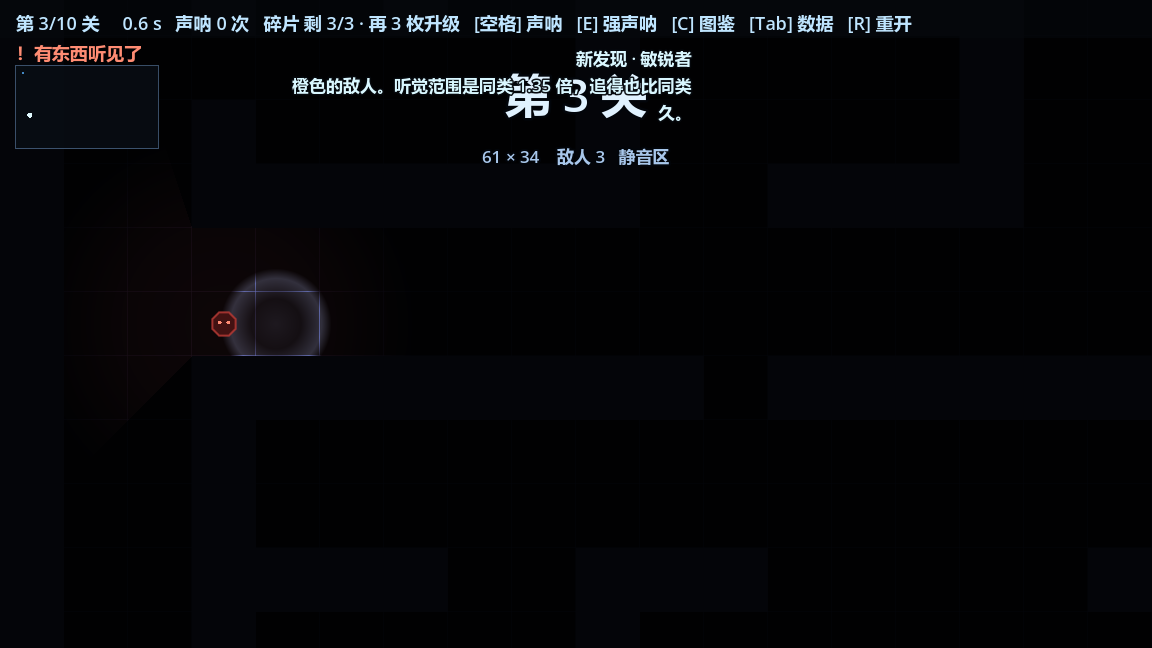 第 3/10 关 0.6 s 声呐 0 次 碎片 剩 3/3 · 再 3 枚升级 [空格] 声呐 [E] 强声呐 [C] 图鉴 [Tab] 数据 [R] 重开
！有东西听见了
新发现 · 敏锐者
橙色的敌人。听觉范围是同类 1.35 倍，追得也比同类
久。
第 3 关
61 × 34 敌人 3 静音区